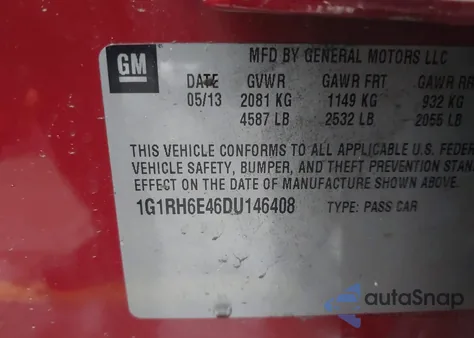 GM
MFD BY GENERAL MOTORS LLC
DATE GVWR GAWR FRT GAWR RR
05/13 2081 KG 1149 KG 932 KG
4587 LB 2532 LB 2055 LB
THIS VEHICLE CONFORMS TO ALL APPLICABLE U.S. FEDER
VEHICLE SAFETY, BUMPER, AND THEFT PREVENTION STAN
EFFECT ON THE DATE OF MANUFACTURE SHOWN ABOVE.
1G1RH6E46DU146408 TYPE: PASS CAR
autoSnap